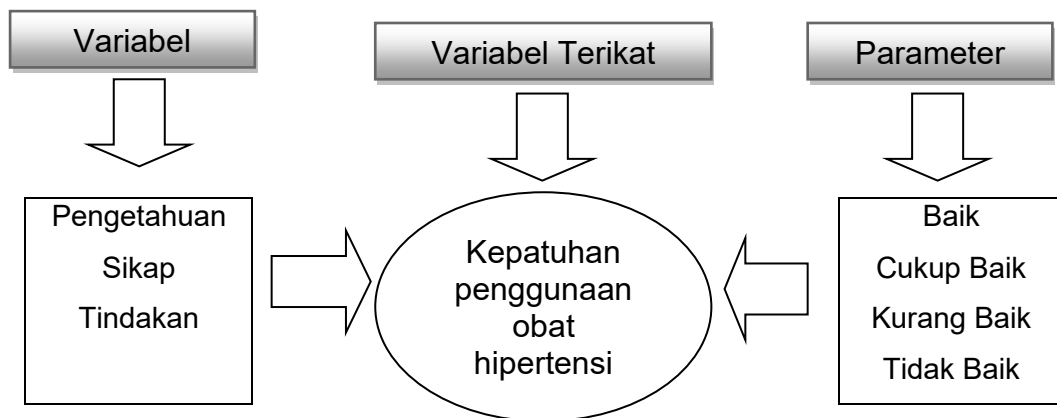 Variabel
Variabel Terikat
Parameter
Pengetahuan
Sikap
Tindakan
Kepatuhan
penggunaan
obat
hipertensi
Baik
Cukup Baik
Kurang Baik
Tidak Baik